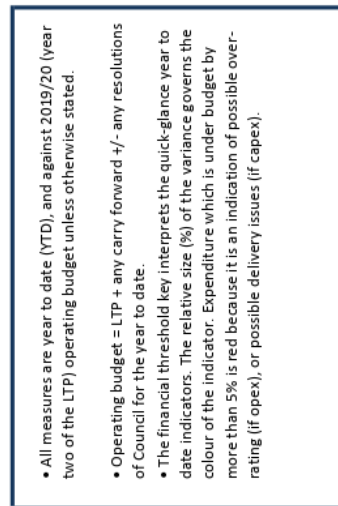 • All measures are year to date (YTD), and against 2019/20 (year
two of the LTP) operating budget unless otherwise stated.
• Operating budget = LTP + any carry forward +/- any resolutions
of Council for the year to date.
• The financial threshold key interprets the quick-glance year to
date indicators. The relative size (%) of the variance governs the
colour of the indicator. Expenditure which is under budget by
more than 5% is red because it is an indication of possible over-
rating (if opex), or possible delivery issues (if capex).